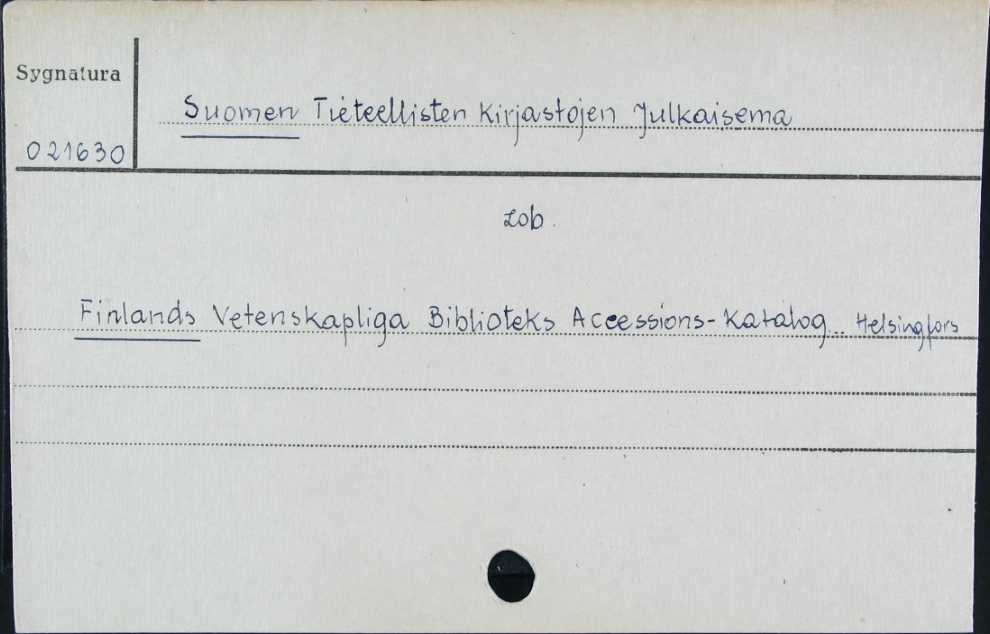 Sygnatura
Suomen Tieteellisten Kirjastojen Julkaisema
021630
zob.
Finlands Vetenskapliga Biblioteks Accessions-Katalog... Helsingfors